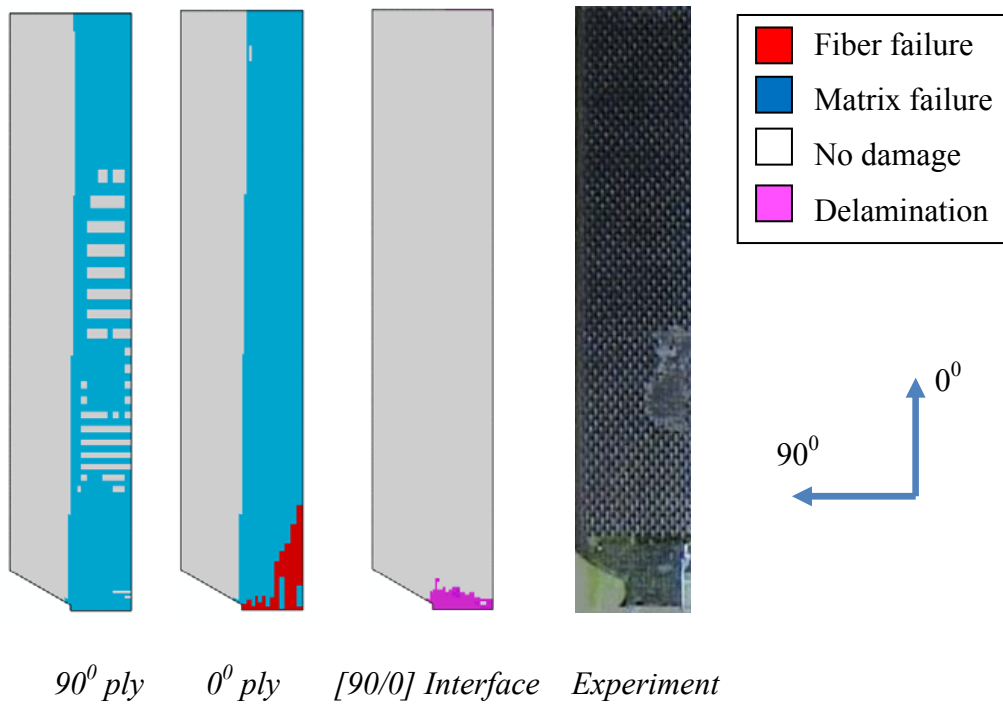 Fiber failure
Matrix failure
No damage
Delamination
0⁰
90⁰
90⁰ ply 0⁰ ply [90/0] Interface Experiment